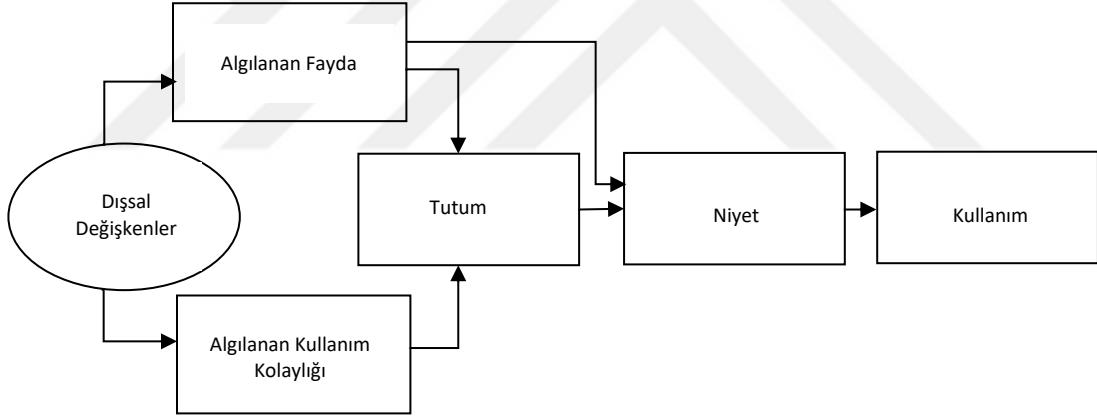 Algılanan Fayda
Dışsal
Değişkenler
Tutum
Niyet
Kullanım
Algılanan Kullanım
Kolaylığı